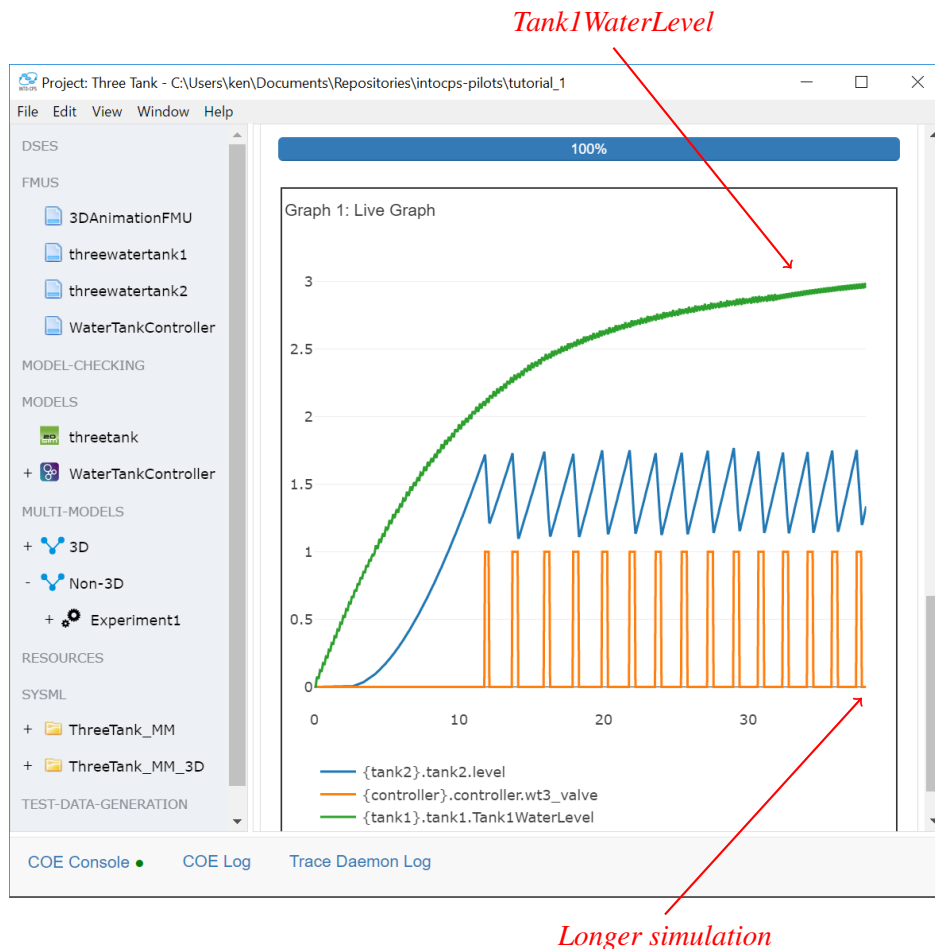 Tank1WaterLevel
Project: Three Tank - C:\Users\ken\Documents\Repositories\intocps-pilots\tutorial_1
File Edit View Window Help
DSES
FMUS
3DAnimationFMU
threewatertank1
threewatertank2
WaterTankController
MODEL-CHECKING
MODELS
threetank
+ WaterTankController
MULTI-MODELS
+ 3D
- Non-3D
+ Experiment1
RESOURCES
SYSML
+ ThreeTank_MM
+ ThreeTank_MM_3D
TEST-DATA-GENERATION
100%
Graph 1: Live Graph
3
2.5
2
1.5
1
0.5
0
0 10 20 30
{tank2}.tank2.level
{controller}.controller.wt3_valve
{tank1}.tank1.Tank1WaterLevel
COE Console COE Log Trace Daemon Log
Longer simulation